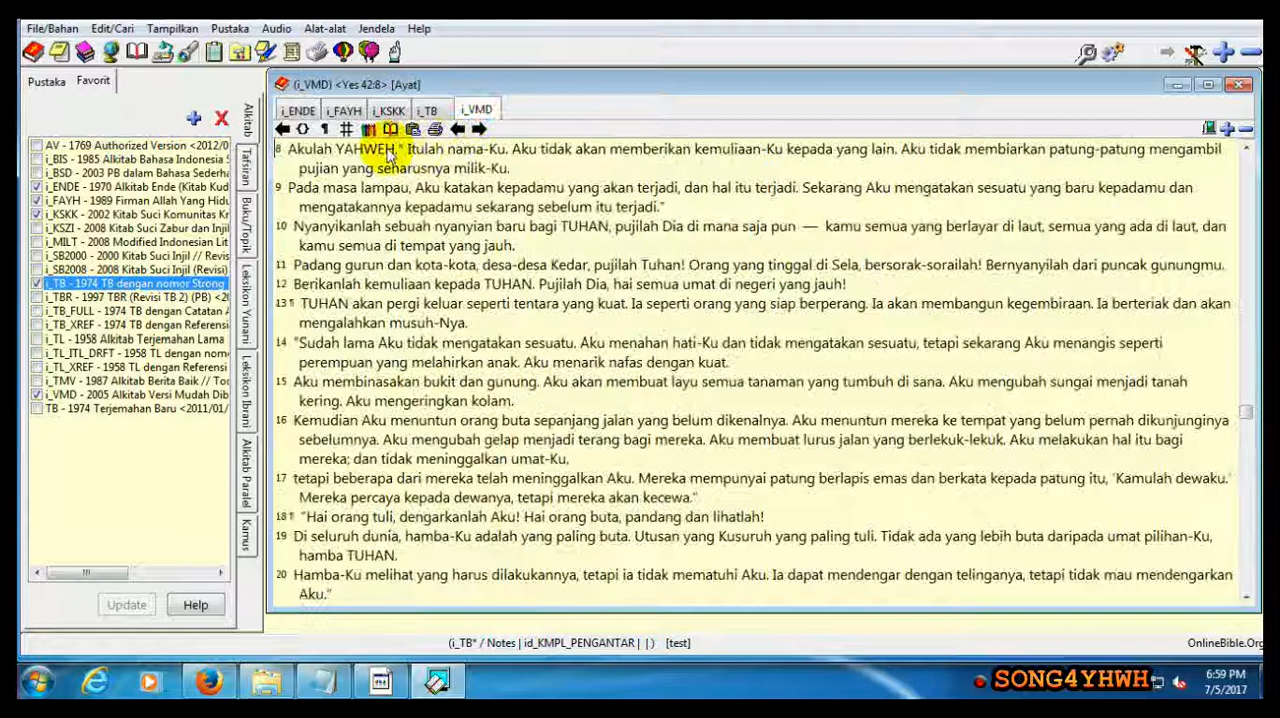 File/Bahan Edit/Cari Tampilkan Pustaka Audio Alat-alat Jendela Help
Pustaka Favorit
(i_VMD) <Yes 42:8> [Ayat]
i_ENDE i_FAYH i_KSKK i_TB i_VMD
AV - 1769 Authorized Version <2012/0
i_BIS - 1985 Alkitab Bahasa Indonesia S
i_BSD - 2003 PB dalam Bahasa Sederha
i_ENDE - 1970 Alkitab Ende (Kitab Kud
i_FAYH - 1989 Firman Allah Yang Hidu
i_KSKK - 2002 Kitab Suci Komunitas Kr
i_KSZI - 2008 Kitab Suci Zabur dan Injil
i_MILT - 2008 Modified Indonesian Lit
i_SB2000 - 2000 Kitab Suci Injil // Revis
i_SB2008 - 2008 Kitab Suci Injil (Revisi)
i_TB - 1974 TB dengan nomor Strong
i_TBR - 1997 TBR (Revisi TB 2) (PB) <2
i_TB_FULL - 1974 TB dengan Catatan A
i_TB_XREF - 1974 TB dengan Referensi
i_TL - 1958 Alkitab Terjemahan Lama
i_TL_ITL_DRFT - 1958 TL dengan nom
i_TL_XREF - 1958 TL dengan Referensi
i_TMV - 1987 Alkitab Berita Baik // Toc
i_VMD - 2005 Alkitab Versi Mudah Dib
TB - 1974 Terjemahan Baru <2011/01/
Update Help
Alkitab
Tafsiran
Buku/Topik
Leksikon Yunani
Leksikon Ibrani
Alkitab Paralel
Kamus
8 Akulah YAHWEH.* Itulah nama-Ku. Aku tidak akan memberikan kemuliaan-Ku kepada yang lain. Aku tidak membiarkan patung-patung mengambil
pujian yang seharusnya milik-Ku.
9 Pada masa lampau, Aku katakan kepadamu yang akan terjadi, dan hal itu terjadi. Sekarang Aku mengatakan sesuatu yang baru kepadamu dan
mengatakannya kepadamu sekarang sebelum itu terjadi."
10 Nyanyikanlah sebuah nyanyian baru bagi TUHAN, pujilah Dia di mana saja pun — kamu semua yang berlayar di laut, semua yang ada di laut, dan
kamu semua di tempat yang jauh.
11 Padang gurun dan kota-kota, desa-desa Kedar, pujilah Tuhan! Orang yang tinggal di Sela, bersorak-sorailah! Bernyanyilah dari puncak gunungmu.
12 Berikanlah kemuliaan kepada TUHAN. Pujilah Dia, hai semua umat di negeri yang jauh!
13¶ TUHAN akan pergi keluar seperti tentara yang kuat. Ia seperti orang yang siap berperang. Ia akan membangun kegembiraan. Ia berteriak dan akan
mengalahkan musuh-Nya.
14 "Sudah lama Aku tidak mengatakan sesuatu. Aku menahan hati-Ku dan tidak mengatakan sesuatu, tetapi sekarang Aku menangis seperti
perempuan yang melahirkan anak. Aku menarik nafas dengan kuat.
15 Aku membinasakan bukit dan gunung. Aku akan membuat layu semua tanaman yang tumbuh di sana. Aku mengubah sungai menjadi tanah
kering. Aku mengeringkan kolam.
16 Kemudian Aku menuntun orang buta sepanjang jalan yang belum dikenalnya. Aku menuntun mereka ke tempat yang belum pernah dikunjunginya
sebelumnya. Aku mengubah gelap menjadi terang bagi mereka. Aku membuat lurus jalan yang berlekuk-lekuk. Aku melakukan hal itu bagi
mereka; dan tidak meninggalkan umat-Ku,
17 tetapi beberapa dari mereka telah meninggalkan Aku. Mereka mempunyai patung berlapis emas dan berkata kepada patung itu, 'Kamulah dewaku.'
Mereka percaya kepada dewanya, tetapi mereka akan kecewa."
18¶ "Hai orang tuli, dengarkanlah Aku! Hai orang buta, pandang dan lihatlah!
19 Di seluruh dunia, hamba-Ku adalah yang paling buta. Utusan yang Kusuruh yang paling tuli. Tidak ada yang lebih buta daripada umat pilihan-Ku,
hamba TUHAN.
20 Hamba-Ku melihat yang harus dilakukannya, tetapi ia tidak mematuhi Aku. Ia dapat mendengar dengan telinganya, tetapi tidak mau mendengarkan
Aku."
(i_TB* / Notes | id_KMPL_PENGANTAR | | ) [test]
OnlineBible.Org
SONG4YHWH
6:59 PM
7/5/2017